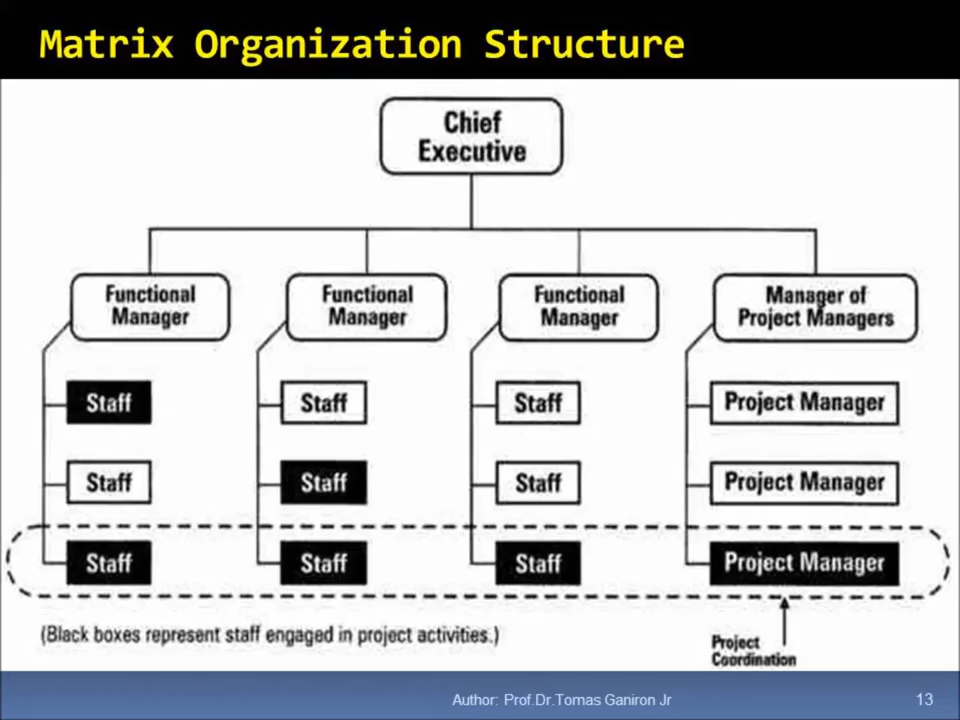 Matrix Organization Structure
Chief
Executive
Functional
Manager
Functional
Manager
Functional
Manager
Manager of
Project Managers
Staff
Staff
Staff
Project Manager
Staff
Staff
Staff
Project Manager
Staff
Staff
Staff
Project Manager
(Black boxes represent staff engaged in project activities.)
Project
Coordination
Author: Prof.Dr.Tomas Ganiron Jr
13